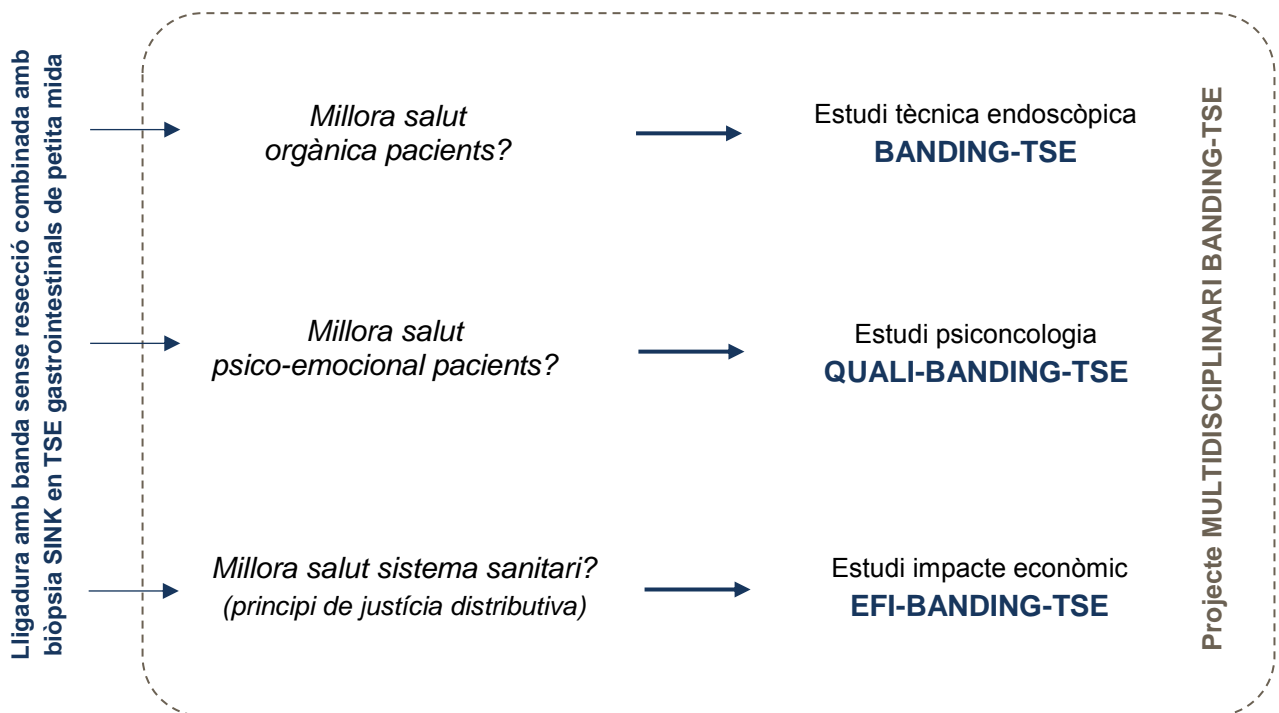 Lligadura amb banda sense resecció combinada amb
biòpsia SINK en TSE gastrointestinals de petita mida
Millora salut
orgànica pacients?
Estudi tècnica endoscòpica
BANDING-TSE
Millora salut
psico-emocional pacients?
Estudi psiconcologia
QUALI-BANDING-TSE
Millora salut sistema sanitari?
(principi de justícia distributiva)
Estudi impacte econòmic
EFI-BANDING-TSE
Projecte MULTIDISCIPLINARI BANDING-TSE